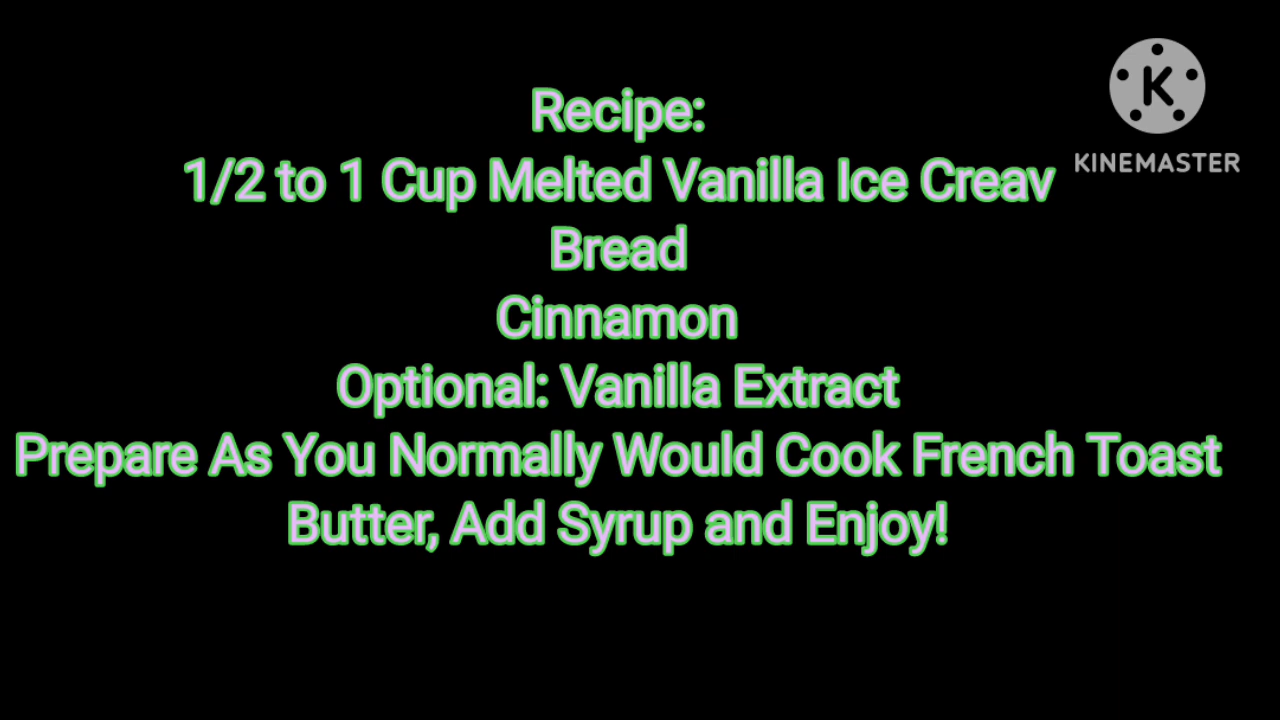 Recipe:
1/2 to 1 Cup Melted Vanilla Ice Creav
Bread
Cinnamon
Optional: Vanilla Extract
Prepare As You Normally Would Cook French Toast
Butter, Add Syrup and Enjoy!
K
KINEMASTER